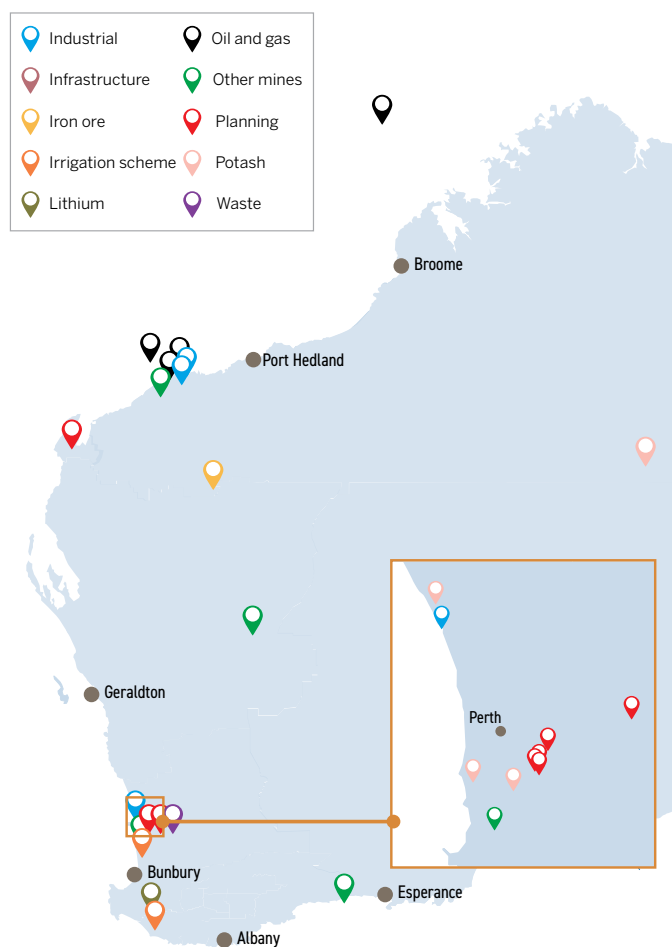 Industrial
Oil and gas
Infrastructure
Other mines
Iron ore
Planning
Irrigation scheme
Potash
Lithium
Waste
Broome
Port Hedland
Geraldton
Perth
Bunbury
Esperance
Albany